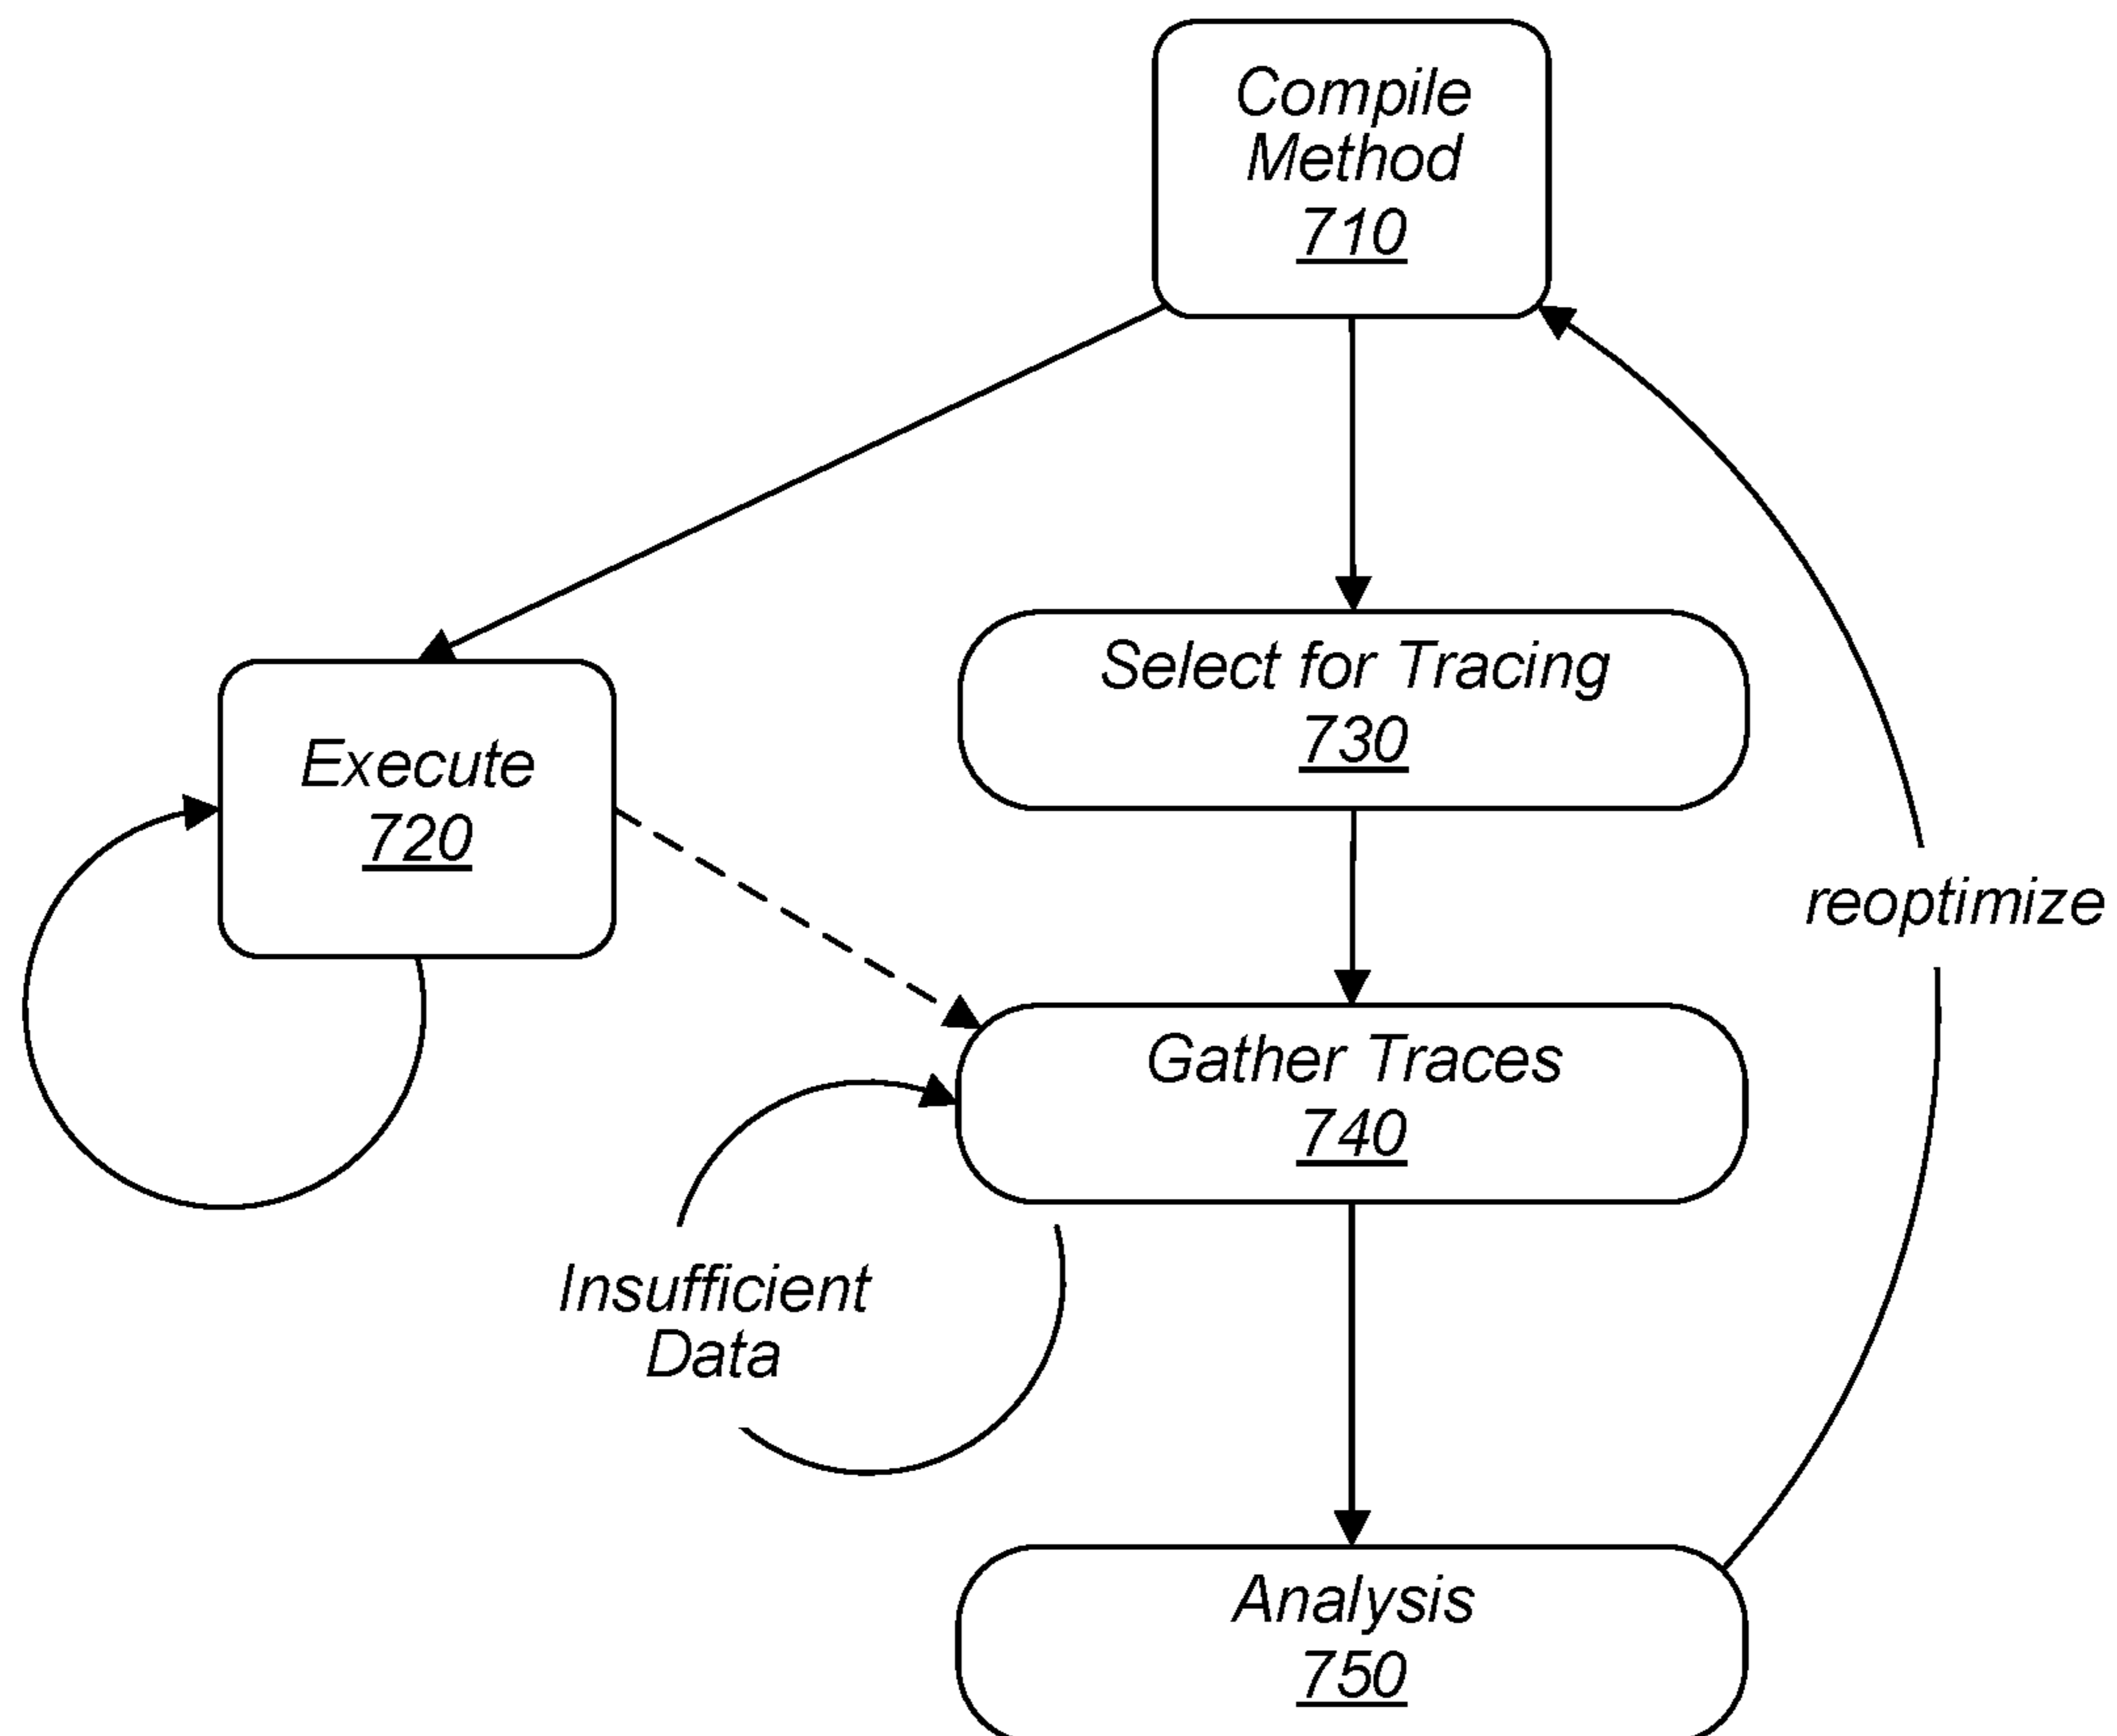 Compile
Method
710
Select for Tracing
730
Execute
720
reoptimize
Gather Traces
740
Insufficient
Data
Analysis
750